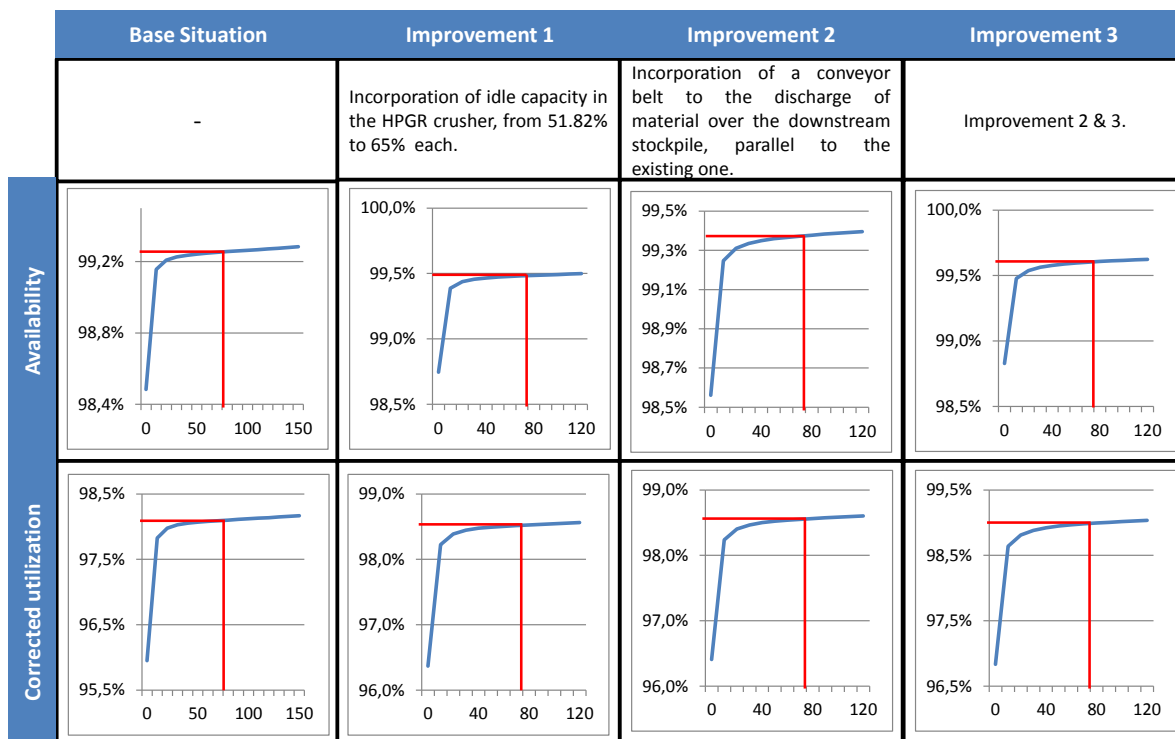 Base Situation Improvement 1 Improvement 2 Improvement 3
-
Incorporation of idle capacity in
the HPGR crusher, from 51.82%
to 65% each.
Incorporation of a conveyor
belt to the discharge of
material over the downstream
stockpile, parallel to the
existing one.
Improvement 2 & 3.
Availability
99,2%
98,8%
98,4%
0 50 100 150
100,0%
99,5%
99,0%
98,5%
0 40 80 120
99,5%
99,3%
99,1%
98,9%
98,7%
98,5%
0 40 80 120
100,0%
99,5%
99,0%
98,5%
0 40 80 120
Corrected utilization
98,5%
97,5%
96,5%
95,5%
0 50 100 150
99,0%
98,0%
97,0%
96,0%
0 40 80 120
99,0%
98,0%
97,0%
96,0%
0 40 80 120
99,5%
98,5%
97,5%
96,5%
0 40 80 120